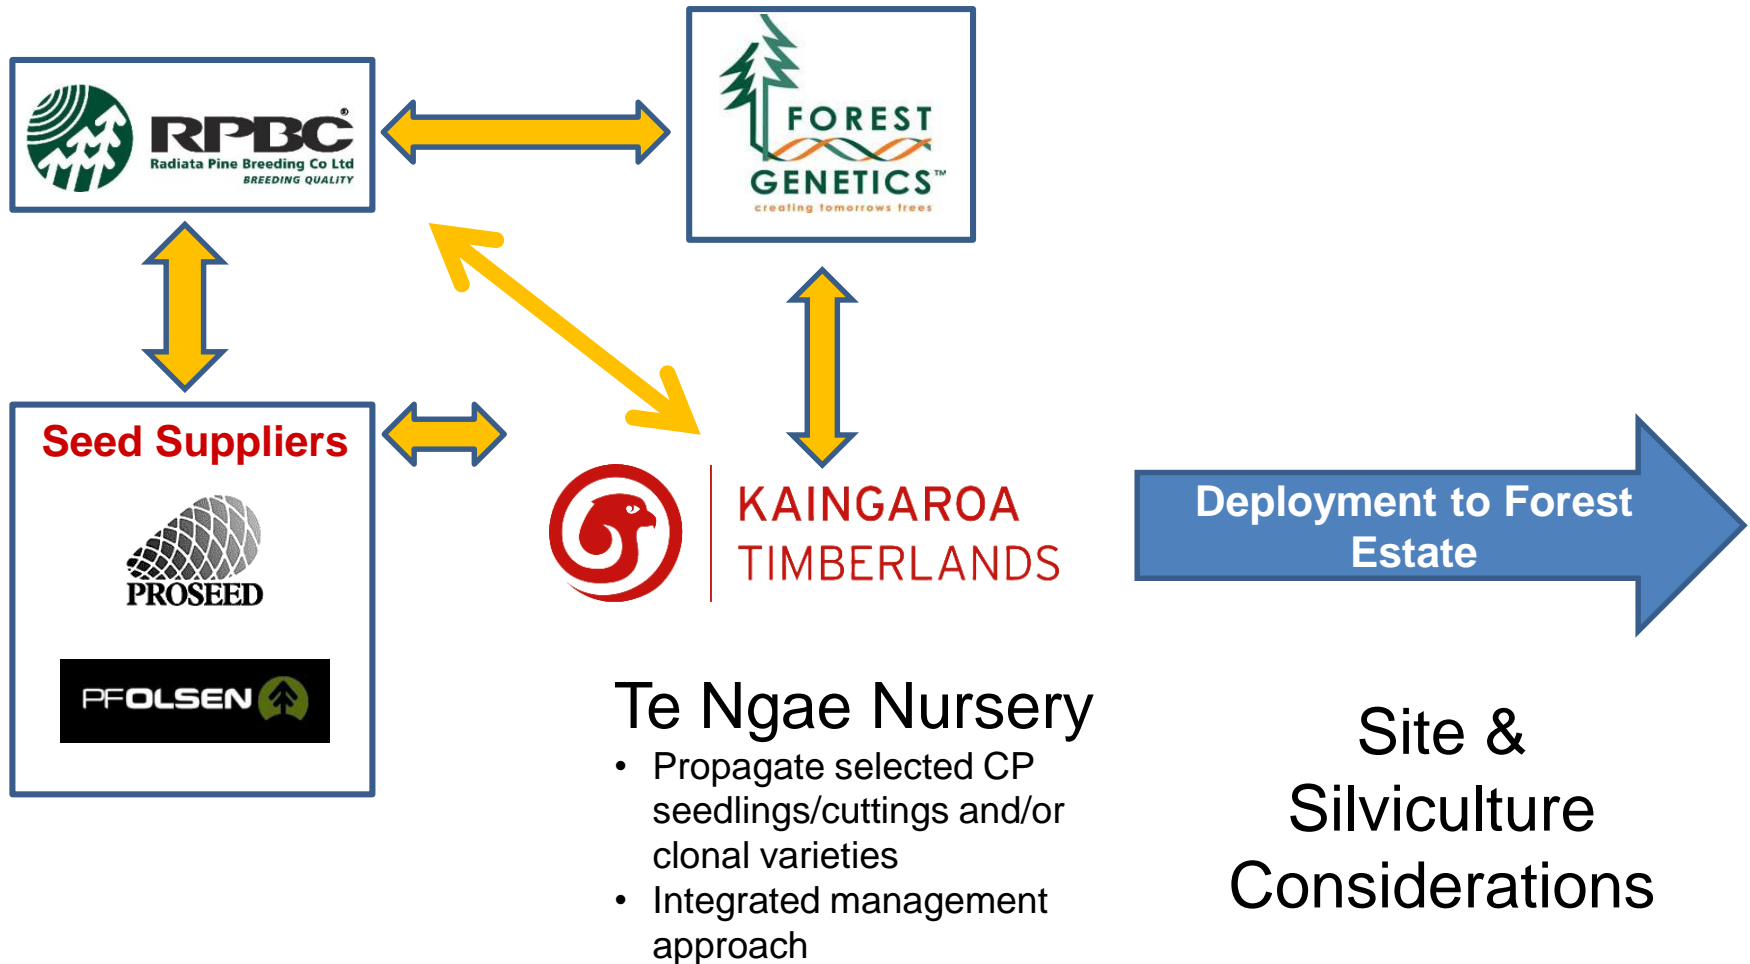 RPBC®
Radiata Pine Breeding Co Ltd
BREEDING QUALITY
FOREST
GENETICS™
creating tomorrows trees
Seed Suppliers
PROSEED
PFOLSEN
KAINGAROA
TIMBERLANDS
Deployment to Forest
Estate
Te Ngae Nursery
• Propagate selected CP
seedlings/cuttings and/or
clonal varieties
• Integrated management
approach
Site &
Silviculture
Considerations